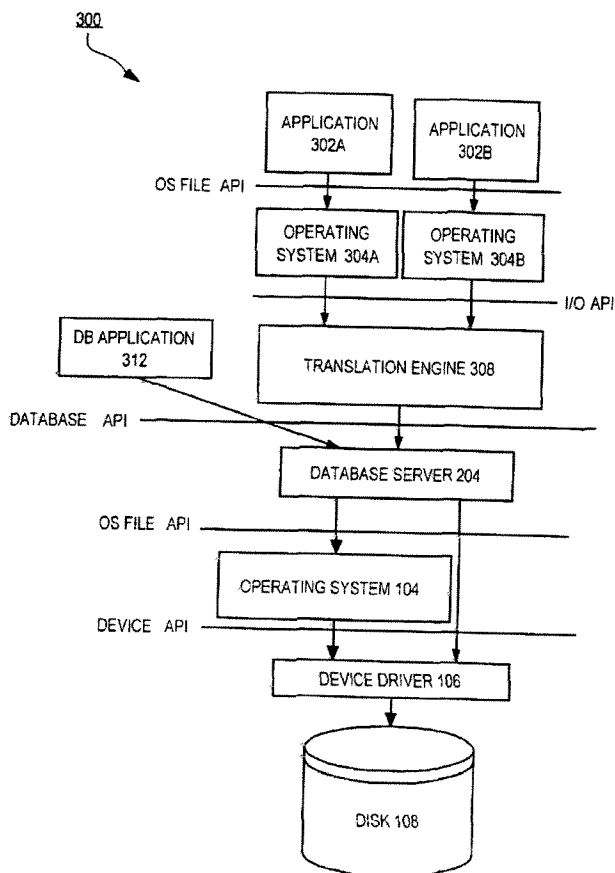 300
APPLICATION
302A
APPLICATION
302B
OS FILE API
OPERATING
SYSTEM 304A
OPERATING
SYSTEM 304B
I/O API
DB APPLICATION
312
TRANSLATION ENGINE 308
DATABASE API
DATABASE SERVER 204
OS FILE API
OPERATING SYSTEM 104
DEVICE API
DEVICE DRIVER 106
DISK 108